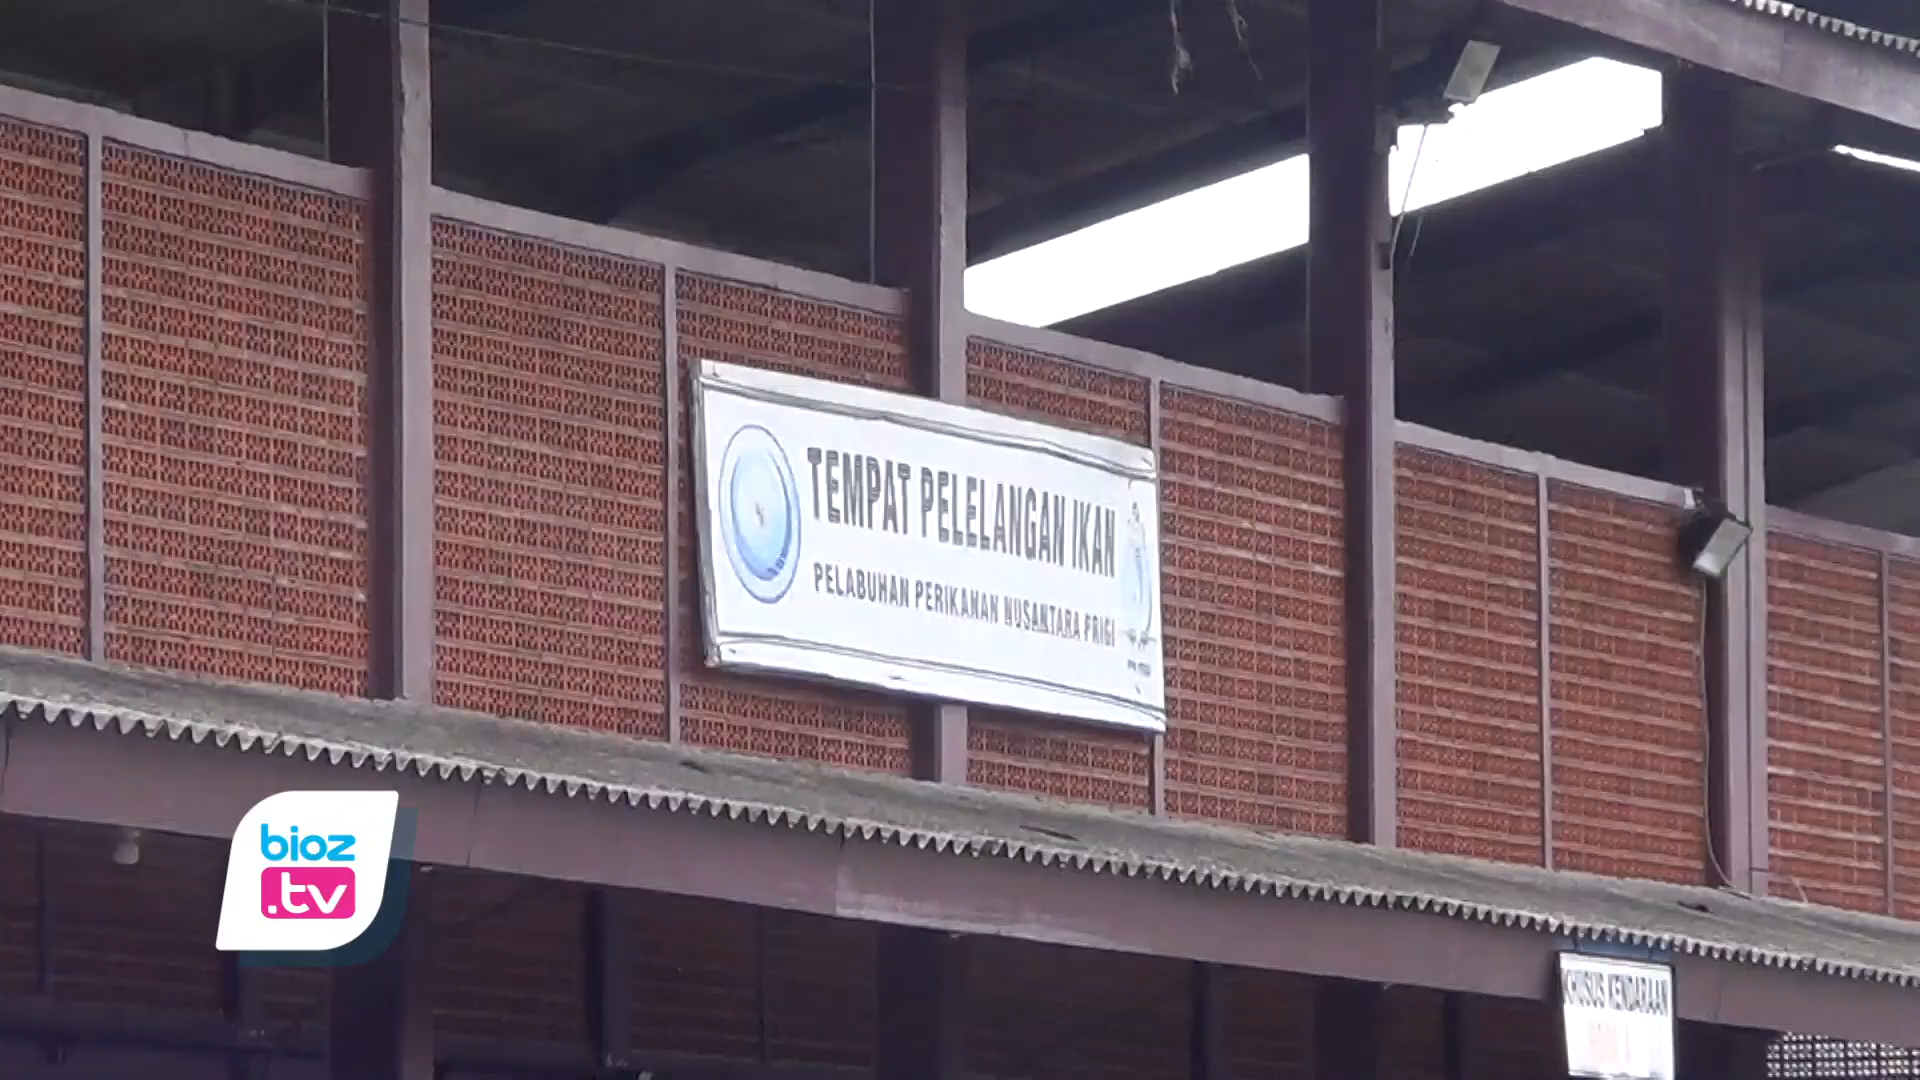 TEMPAT PELELANGAN IKAN
PELABUHAN PERIKANAN NUSANTARA PRIGI
bioz
.tv
KHUSUS KENDARAAN